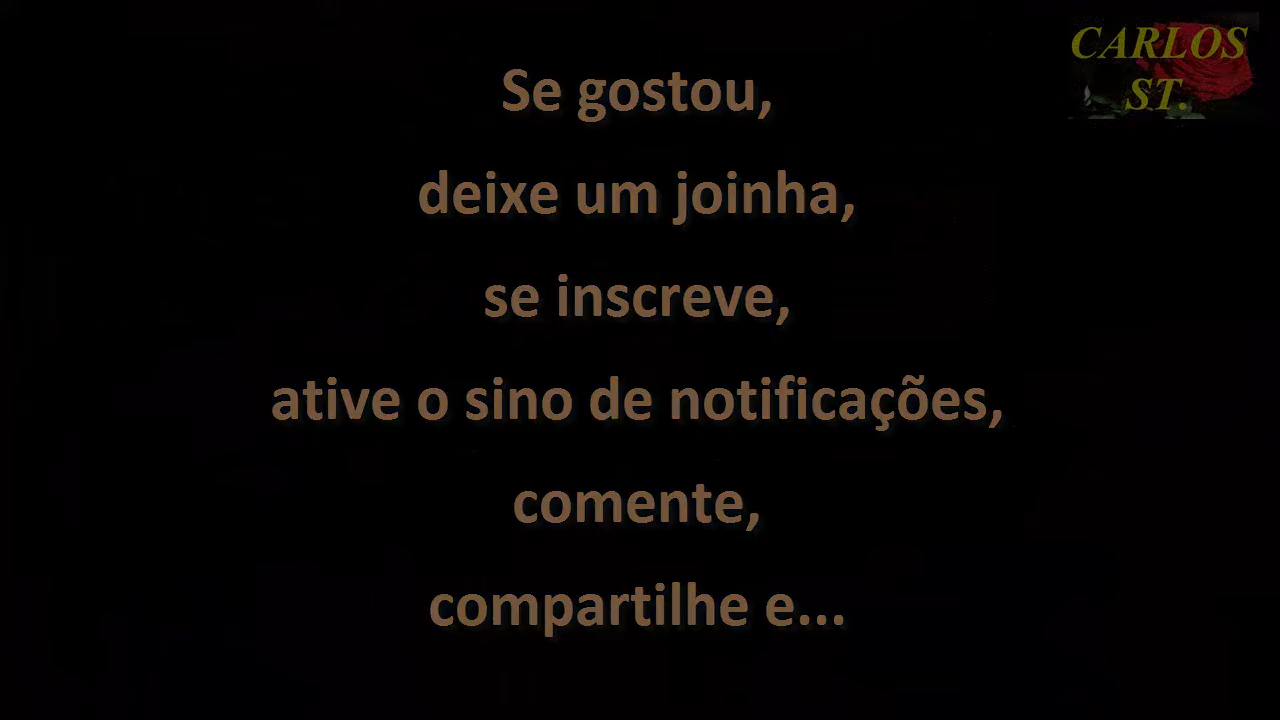 CARLOS
ST.
Se gostou,
deixe um joinha,
se inscreve,
ative o sino de notificações,
comente,
compartilhe e...